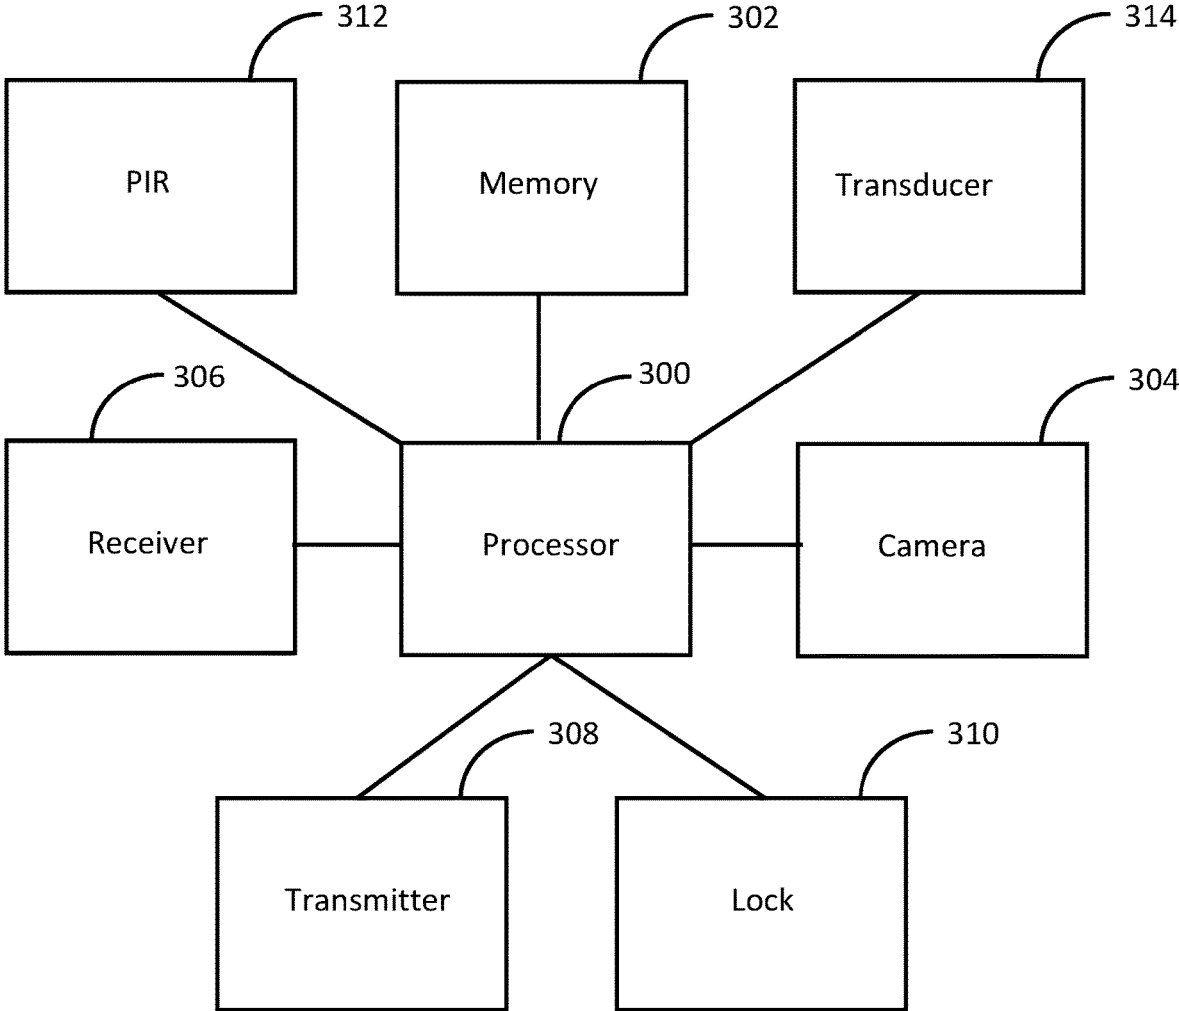 312
302
314
PIR
Memory
Transducer
306
300
304
Receiver
Processor
Camera
308
310
Transmitter
Lock